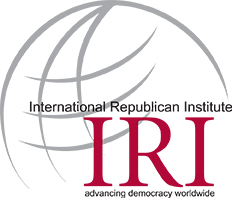 International Republican Institute
IRI
advancing democracy worldwide